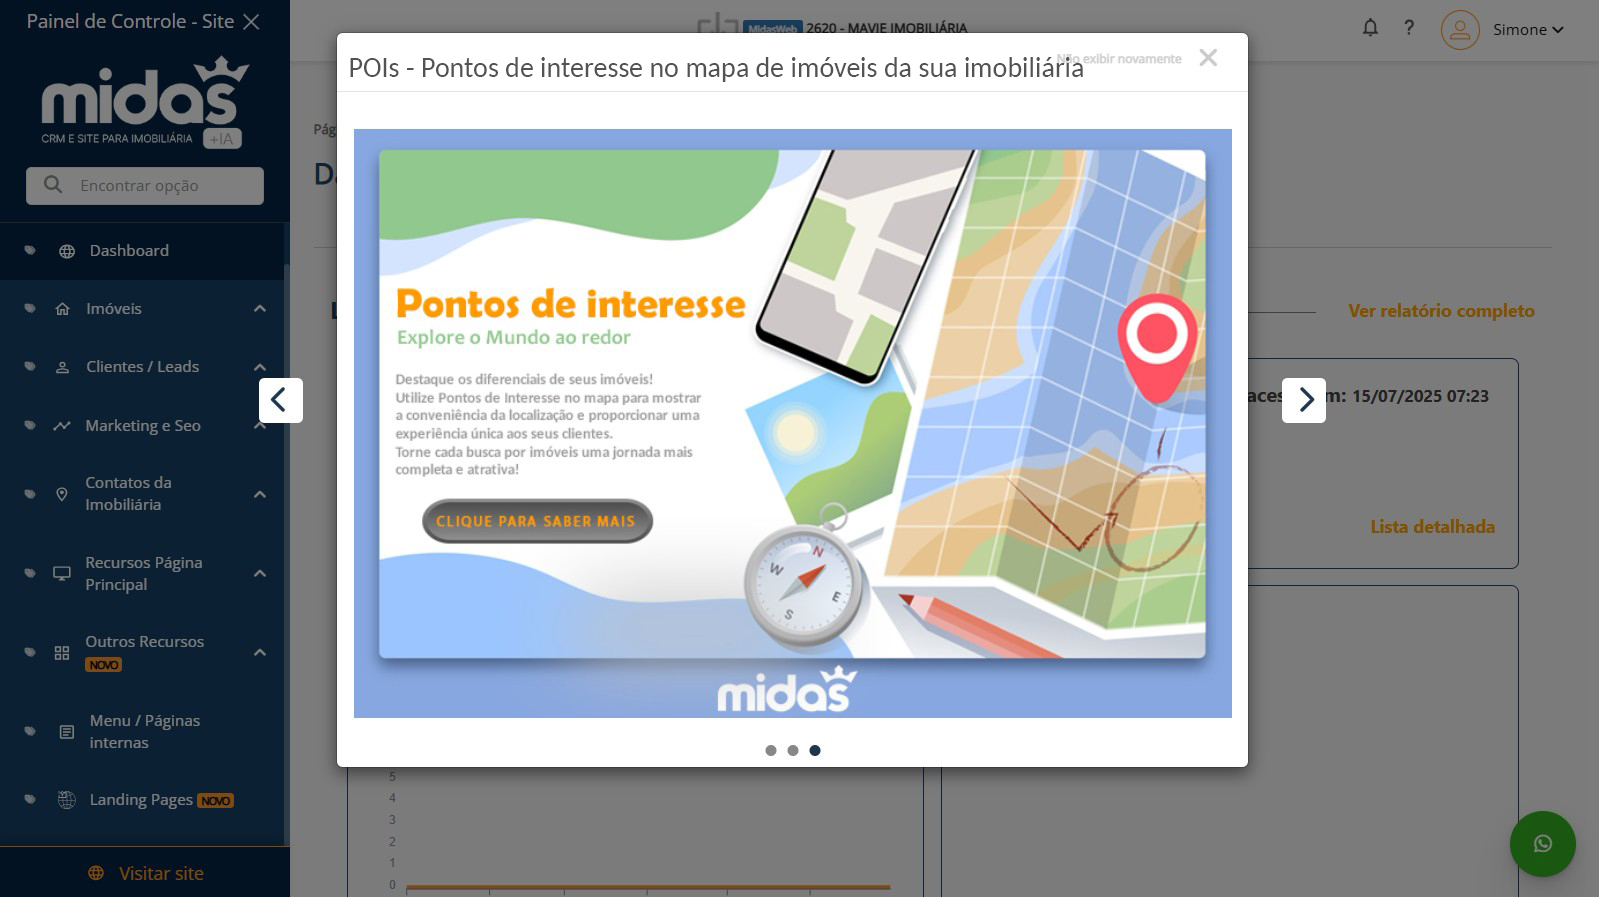 Painel de Controle - Site
midas
CRM E SITE PARA IMOBILIÁRIA +IA
Encontrar opção
Dashboard
Imóveis
Clientes / Leads
Marketing e Seo
Contatos da
Imobiliária
Recursos Página
Principal
Outros Recursos
NOVO
Menu / Páginas
internas
Landing Pages NOVO
Visitar site
MidasWeb 2620 - MAVIE IMOBILIÁRIA
? Simone
POIs - Pontos de interesse no mapa de imóveis da sua imobiliária
Não exibir novamente
Pontos de interesse
Explore o Mundo ao redor
Destaque os diferenciais de seus imóveis!
Utilize Pontos de Interesse no mapa para mostrar
a conveniência da localização e proporcionar uma
experiência única aos seus clientes.
Torne cada busca por imóveis uma jornada mais
completa e atrativa!
CLIQUE PARA SABER MAIS
N
W
E
S
midas
Ver relatório completo
15/07/2025 07:23
Lista detalhada
5
4
3
2
1
0